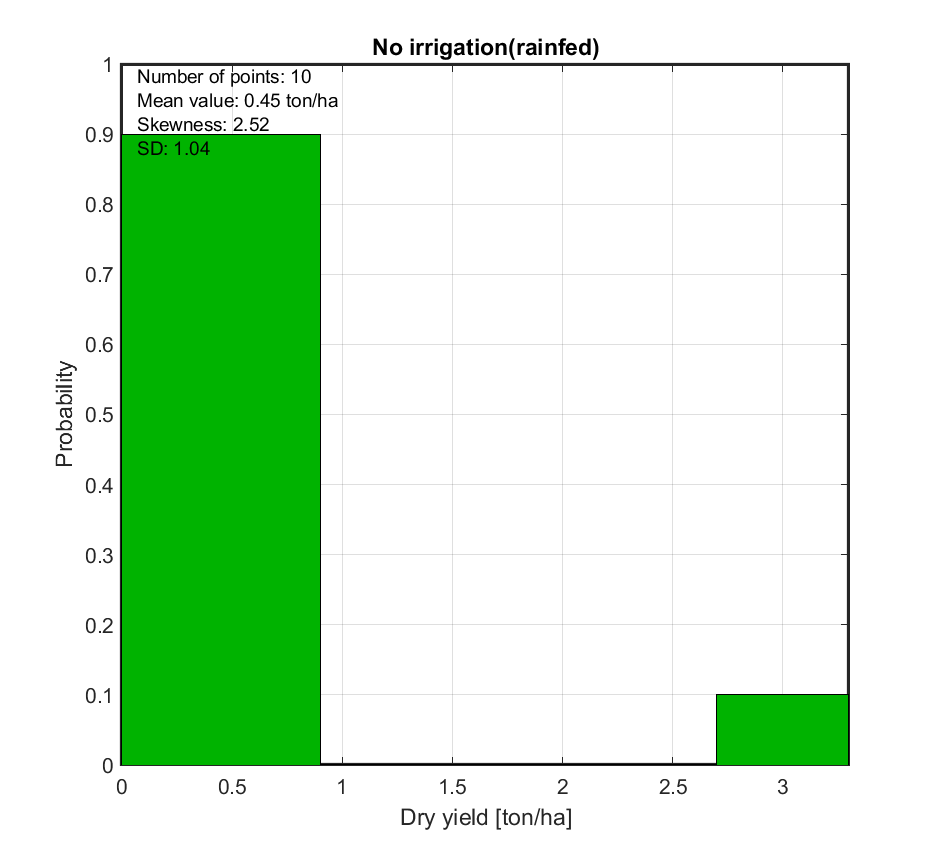 No irrigation(rainfed)
Number of points: 10
Mean value: 0.45 ton/ha
Skewness: 2.52
SD: 1.04
1
0.9
0.8
0.7
0.6
0.5
0.4
0.3
0.2
0.1
0
Probability
0 0.5 1 1.5 2 2.5 3
Dry yield [ton/ha]